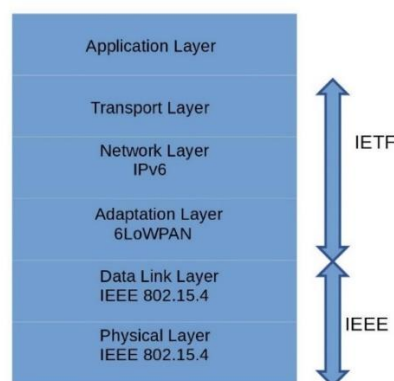 Application Layer
Transport Layer
Network Layer
IPv6
Adaptation Layer
6LoWPAN
Data Link Layer
IEEE 802.15.4
Physical Layer
IEEE 802.15.4
IETF
IEEE